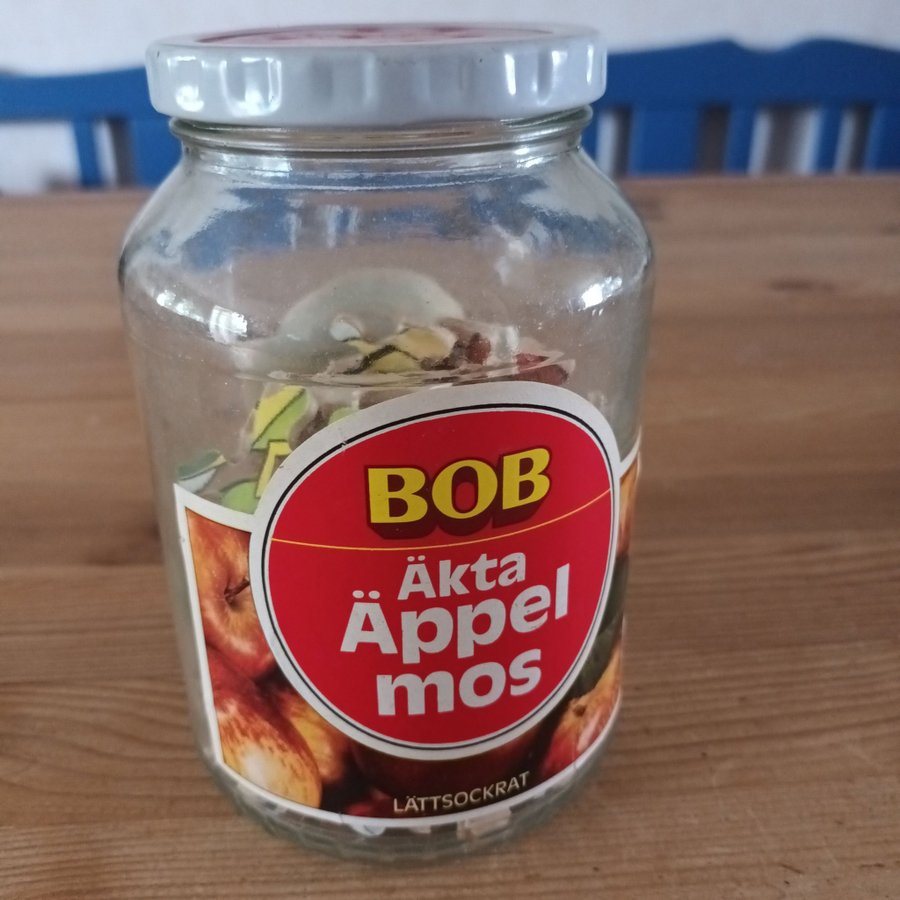 BOB
Äkta
Äppel
mos
LÄTTSOCKRAT